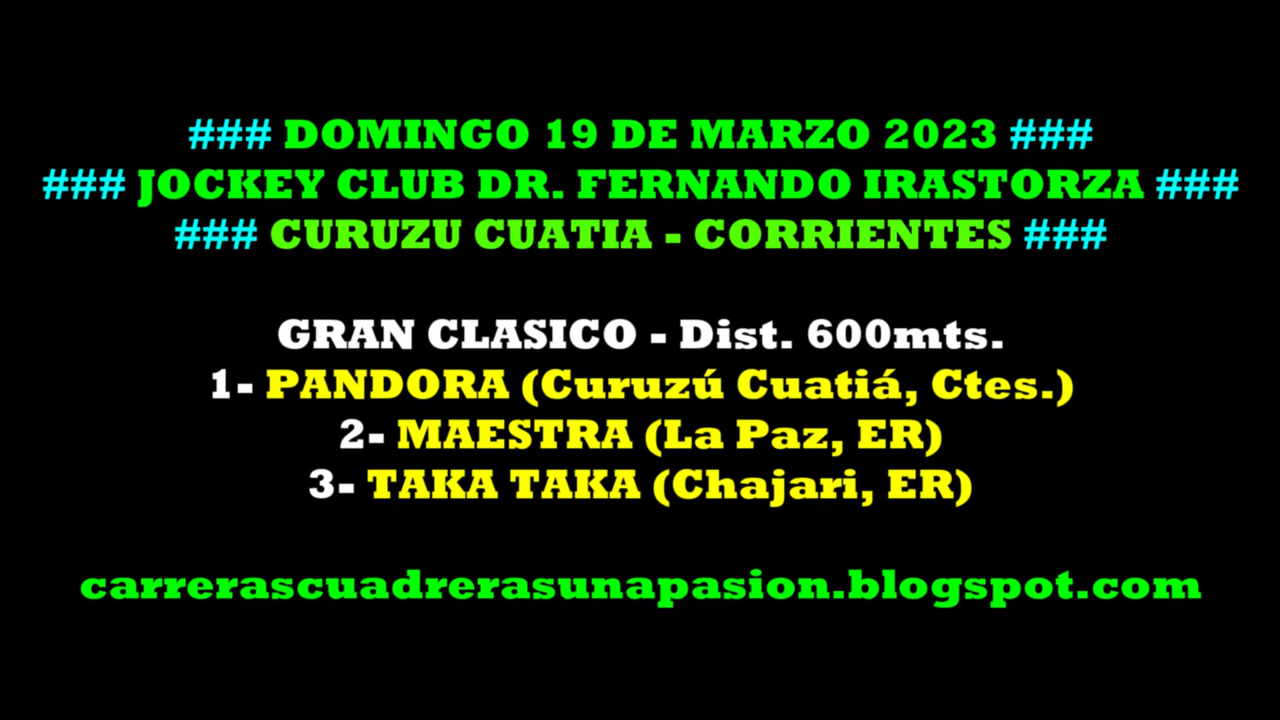 ### DOMINGO 19 DE MARZO 2023 ###
### JOCKEY CLUB DR. FERNANDO IRASTORZA ###
### CURUZU CUATIA - CORRIENTES ###
GRAN CLASICO - Dist. 600mts.
1- PANDORA (Curuzú Cuatiá, Ctes.)
2- MAESTRA (La Paz, ER)
3- TAKA TAKA (Chajari, ER)
carrerascuadrerasunapasion.blogspot.com